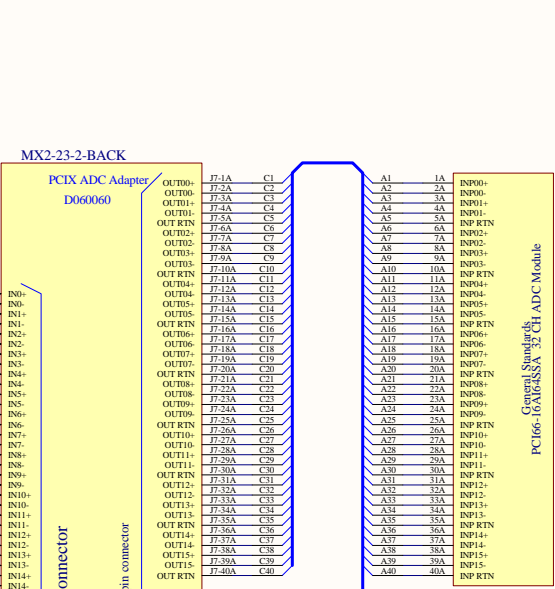 MX2-23-2-BACK
PCIX ADC Adapter
D060060
IN0+
IN0-
IN1+
IN1-
IN2+
IN2-
IN3+
IN3-
IN4+
IN4-
IN5+
IN5-
IN6+
IN6-
IN7+
IN7-
IN8+
IN8-
IN9+
IN9-
IN10+
IN10-
IN11+
IN11-
IN12+
IN12-
IN13+
IN13-
IN14+
IN14-
onnector
pin connector
OUT00+ J7-1A C1 A1 1A INP00+
OUT00- J7-2A C2 A2 2A INP00-
OUT01+ J7-3A C3 A3 3A INP01+
OUT01- J7-4A C4 A4 4A INP01-
OUT RTN J7-5A C5 A5 5A INP RTN
OUT02+ J7-6A C6 A6 6A INP02+
OUT02- J7-7A C7 A7 7A INP02-
OUT03+ J7-8A C8 A8 8A INP03+
OUT03- J7-9A C9 A9 9A INP03-
OUT RTN J7-10A C10 A10 10A INP RTN
OUT04+ J7-11A C11 A11 11A INP04+
OUT04- J7-12A C12 A12 12A INP04-
OUT05+ J7-13A C13 A13 13A INP05+
OUT05- J7-14A C14 A14 14A INP05-
OUT RTN J7-15A C15 A15 15A INP RTN
OUT06+ J7-16A C16 A16 16A INP06+
OUT06- J7-17A C17 A17 17A INP06-
OUT07+ J7-18A C18 A18 18A INP07+
OUT07- J7-19A C19 A19 19A INP07-
OUT RTN J7-20A C20 A20 20A INP RTN
OUT08+ J7-21A C21 A21 21A INP08+
OUT08- J7-22A C22 A22 22A INP08-
OUT09+ J7-23A C23 A23 23A INP09+
OUT09- J7-24A C24 A24 24A INP09-
OUT RTN J7-25A C25 A25 25A INP RTN
OUT10+ J7-26A C26 A26 26A INP10+
OUT10- J7-27A C27 A27 27A INP10-
OUT11+ J7-28A C28 A28 28A INP11+
OUT11- J7-29A C29 A29 29A INP11-
OUT RTN J7-30A C30 A30 30A INP RTN
OUT12+ J7-31A C31 A31 31A INP12+
OUT12- J7-32A C32 A32 32A INP12-
OUT13+ J7-33A C33 A33 33A INP13+
OUT13- J7-34A C34 A34 34A INP13-
OUT RTN J7-35A C35 A35 35A INP RTN
OUT14+ J7-36A C36 A36 36A INP14+
OUT14- J7-37A C37 A37 37A INP14-
OUT15+ J7-38A C38 A38 38A INP15+
OUT15- J7-39A C39 A39 39A INP15-
OUT RTN J7-40A C40 A40 40A INP RTN
General Standards
PCI66-16AI64SSA 32 CH ADC Module